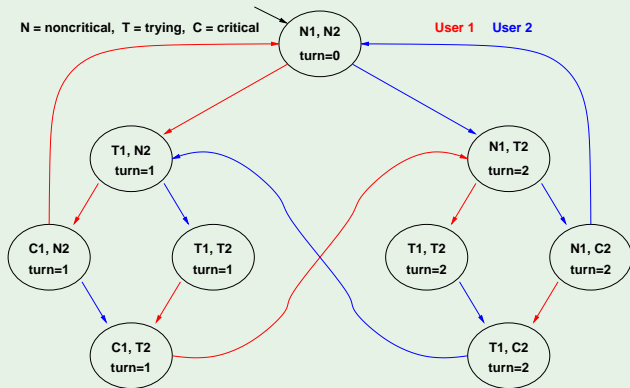 N = noncritical, T = trying, C = critical
User 1 User 2
N1, N2
turn=0
T1, N2
turn=1
N1, T2
turn=2
C1, N2
turn=1
T1, T2
turn=1
T1, T2
turn=2
N1, C2
turn=2
C1, T2
turn=1
T1, C2
turn=2